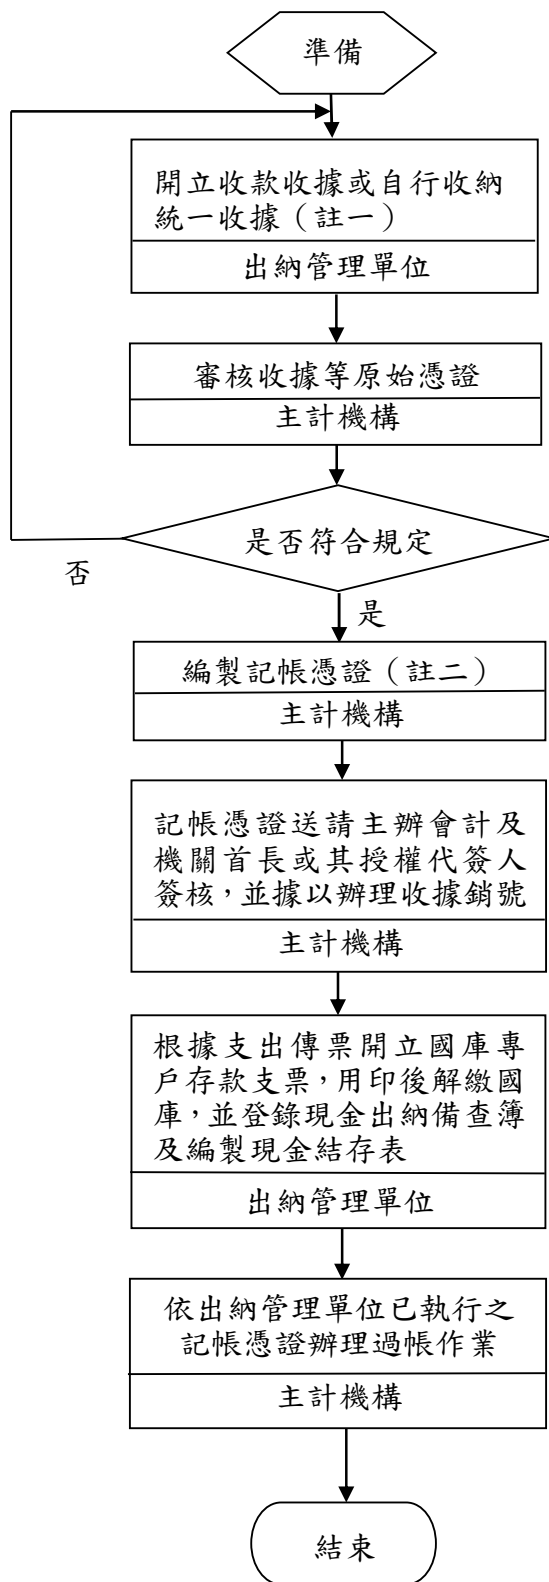 準備
開立收款收據或自行收納
統一收據（註一）
出納管理單位
審核收據等原始憑證
主計機構
是否符合規定
否
是
編製記帳憑證（註二）
主計機構
記帳憑證送請主辦會計及
機關首長或其授權代簽人
簽核，並據以辦理收據銷號
主計機構
根據支出傳票開立國庫專
戶存款支票，用印後解繳國
庫，並登錄現金出納備查簿
及編製現金結存表
出納管理單位
依出納管理單位已執行之
記帳憑證辦理過帳作業
主計機構
結束